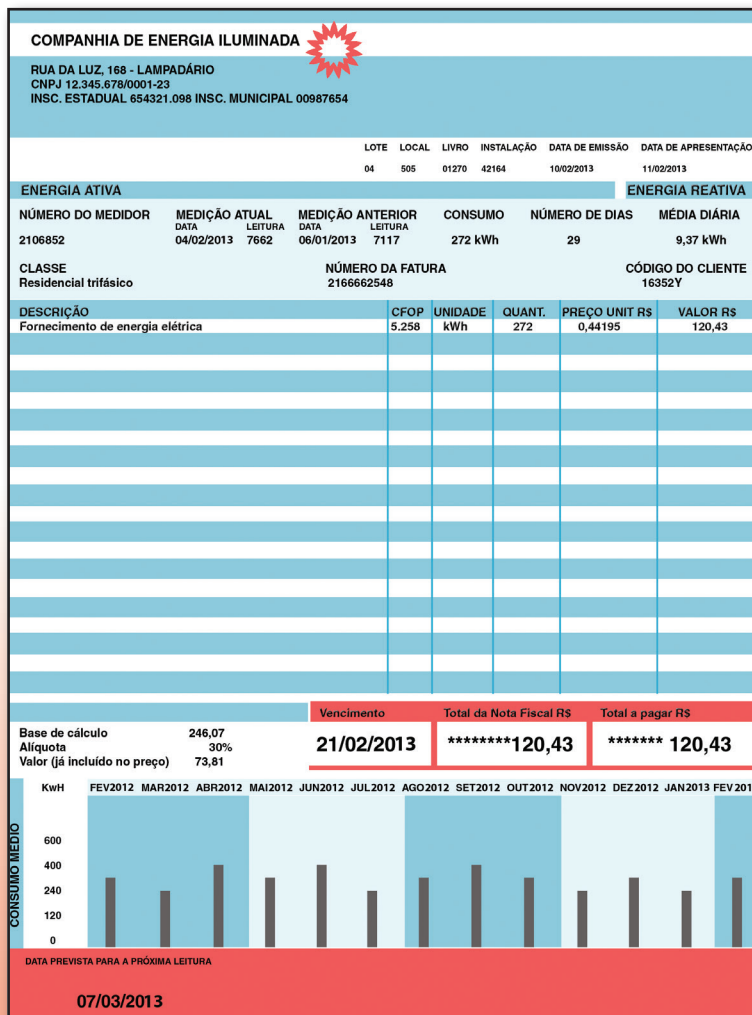 COMPANHIA DE ENERGIA ILUMINADA
RUA DA LUZ, 168 - LAMPADÁRIO
CNPJ 12.345.678/0001-23
INSC. ESTADUAL 654321.098 INSC. MUNICIPAL 00987654
LOTE LOCAL LIVRO INSTALAÇÃO DATA DE EMISSÃO DATA DE APRESENTAÇÃO
04 505 01270 42164 10/02/2013 11/02/2013
ENERGIA ATIVA ENERGIA REATIVA
NÚMERO DO MEDIDOR MEDIÇÃO ATUAL MEDIÇÃO ANTERIOR CONSUMO NÚMERO DE DIAS MÉDIA DIÁRIA
DATA LEITURA DATA LEITURA
2106852 04/02/2013 7662 06/01/2013 7117 272 kWh 29 9,37 kWh
CLASSE NÚMERO DA FATURA CÓDIGO DO CLIENTE
Residencial trifásico 2166662548 16352Y
DESCRIÇÃO CFOP UNIDADE QUANT. PREÇO UNIT R$ VALOR R$
Fornecimento de energia elétrica 5.258 kWh 272 0,44195 120,43
Vencimento Total da Nota Fiscal R$ Total a pagar R$
Base de cálculo 246,07
Alíquota 30%
Valor (já incluído no preço) 73,81
21/02/2013 ********120,43 ******* 120,43
KwH FEV2012 MAR2012 ABR2012 MAI2012 JUN2012 JUL2012 AGO2012 SET2012 OUT2012 NOV2012 DEZ2012 JAN2013 FEV201
CONSUMO MEDIO
600
400
240
120
0
DATA PREVISTA PARA A PRÓXIMA LEITURA
07/03/2013